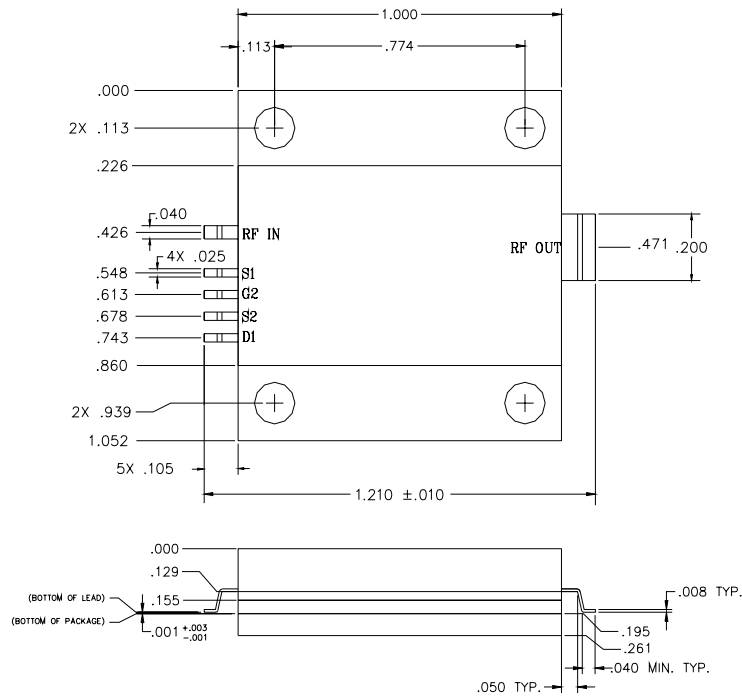 1.000
.113
.774
.000
2X .113
.226
.040
.426
RF IN
RF OUT
.471
.200
4X .025
.548
S1
.613
G2
.678
S2
.743
D1
.860
2X .939
1.052
5X .105
1.210 ±.010
.000
.129
(BOTTOM OF LEAD)
.155
.008 TYP.
(BOTTOM OF PACKAGE)
.001 +.003 -.001
.195
.261
.040 MIN. TYP.
.050 TYP.